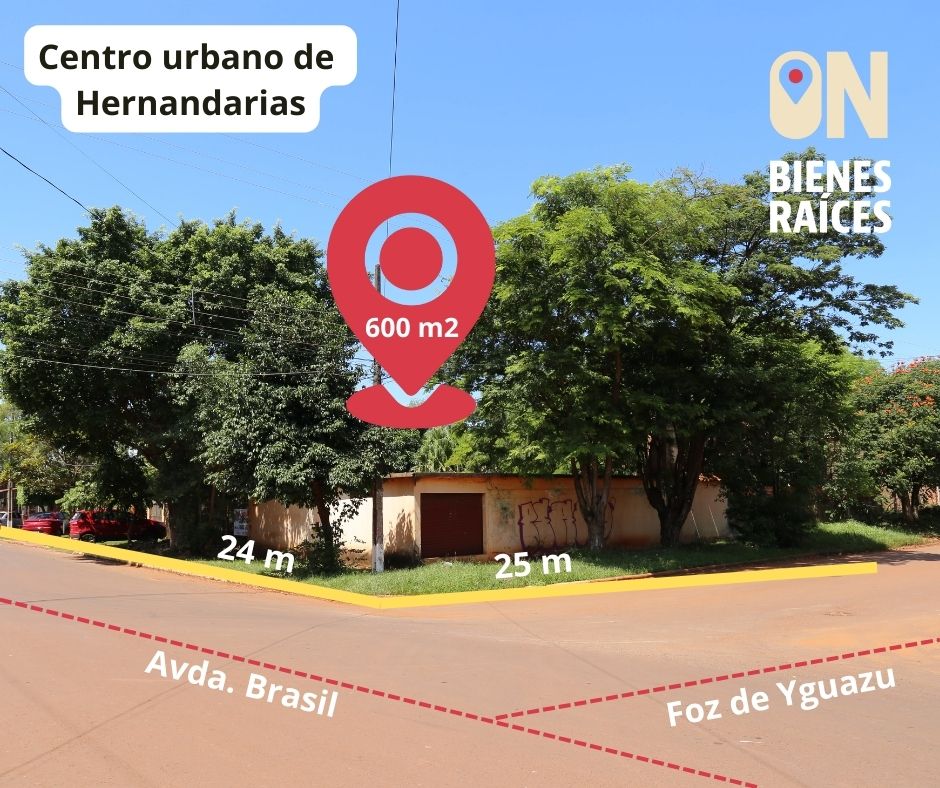 Centro urbano de
Hernandarias
ON
BIENES
RAÍCES
600 m2
24 m
25 m
Avda. Brasil
Foz de Yguazu